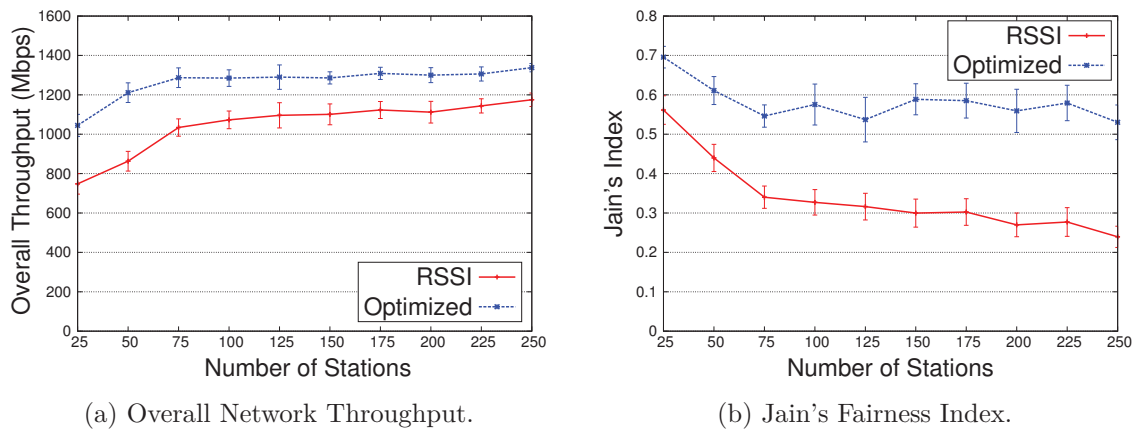 1600
1400
1200
1000
800
600
400
200
0
Overall Throughput (Mbps)
RSSI
Optimized
25 50 75 100 125 150 175 200 225 250
Number of Stations
(a) Overall Network Throughput.
0.8
0.7
0.6
0.5
0.4
0.3
0.2
0.1
0
Jain's Index
RSSI
Optimized
25 50 75 100 125 150 175 200 225 250
Number of Stations
(b) Jain's Fairness Index.